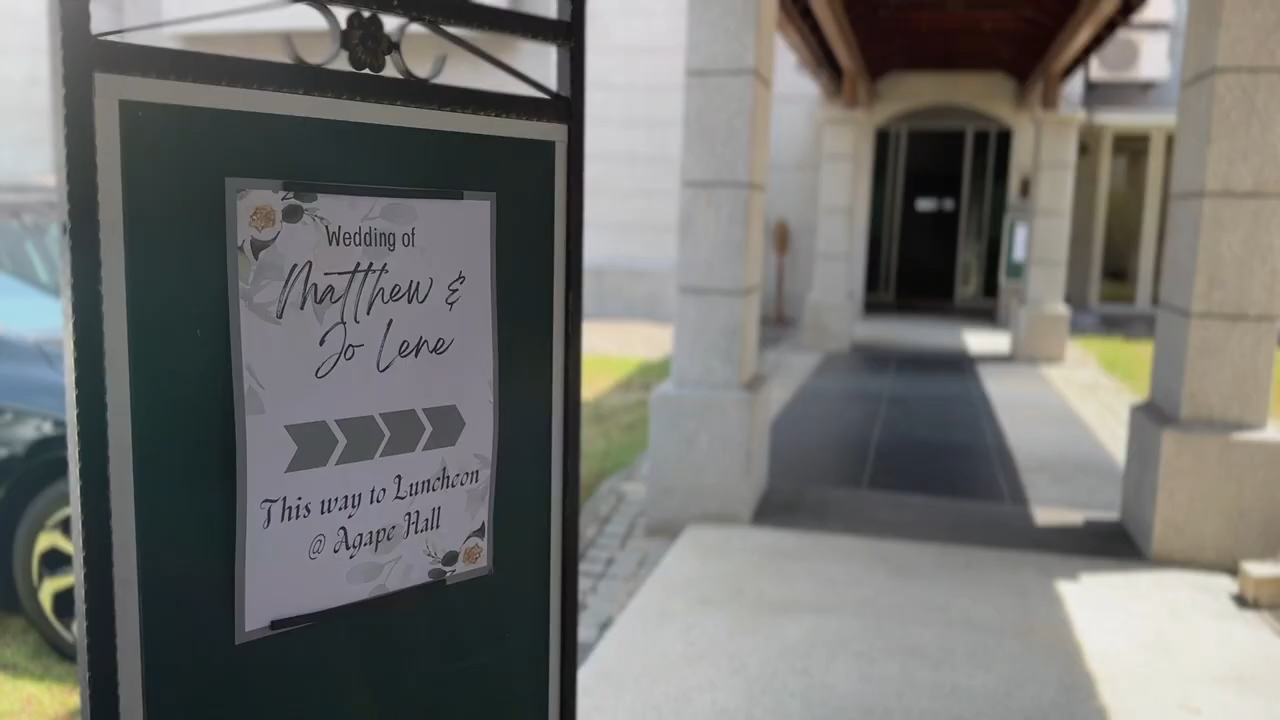 Wedding of
Matthew &
Jo Lene
This way to Luncheon
@ Agape Hall